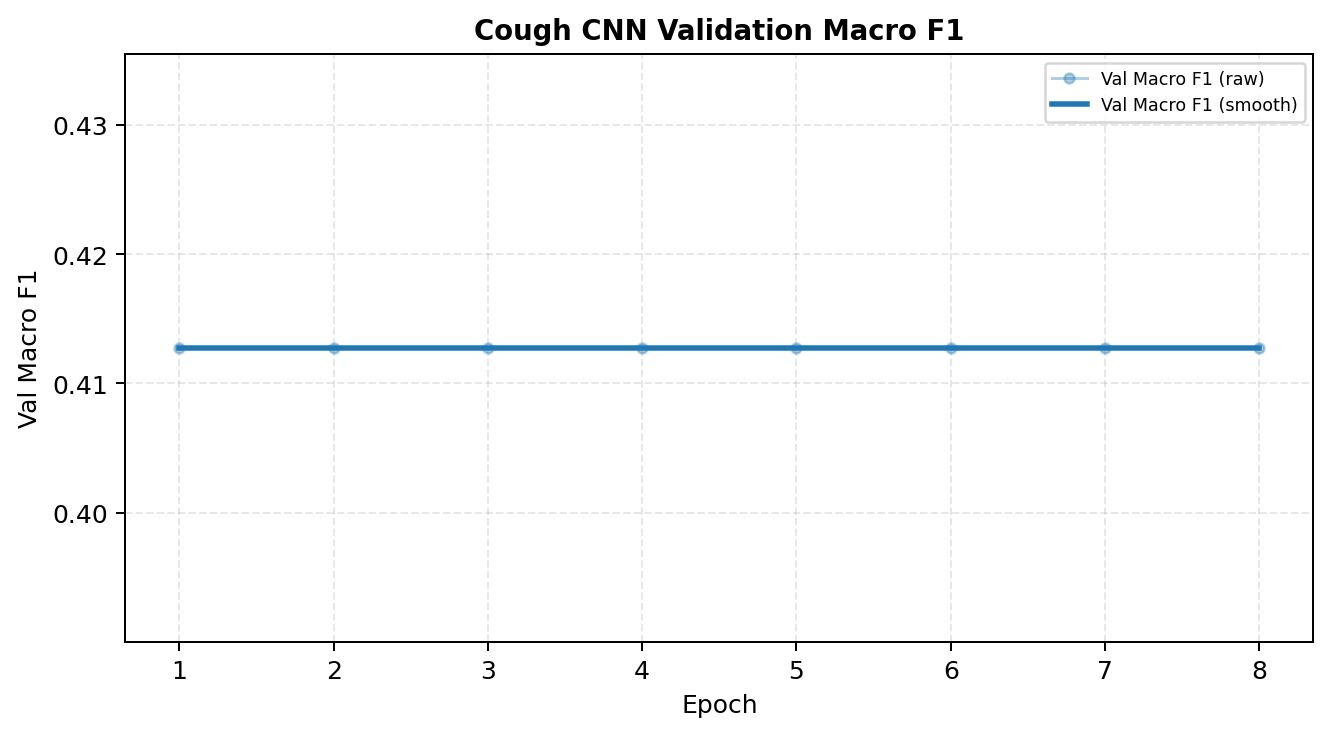 Cough CNN Validation Macro F1
Val Macro F1 (raw)
Val Macro F1 (smooth)
0.43
0.42
0.41
0.40
Val Macro F1
1 2 3 4 5 6 7 8
Epoch